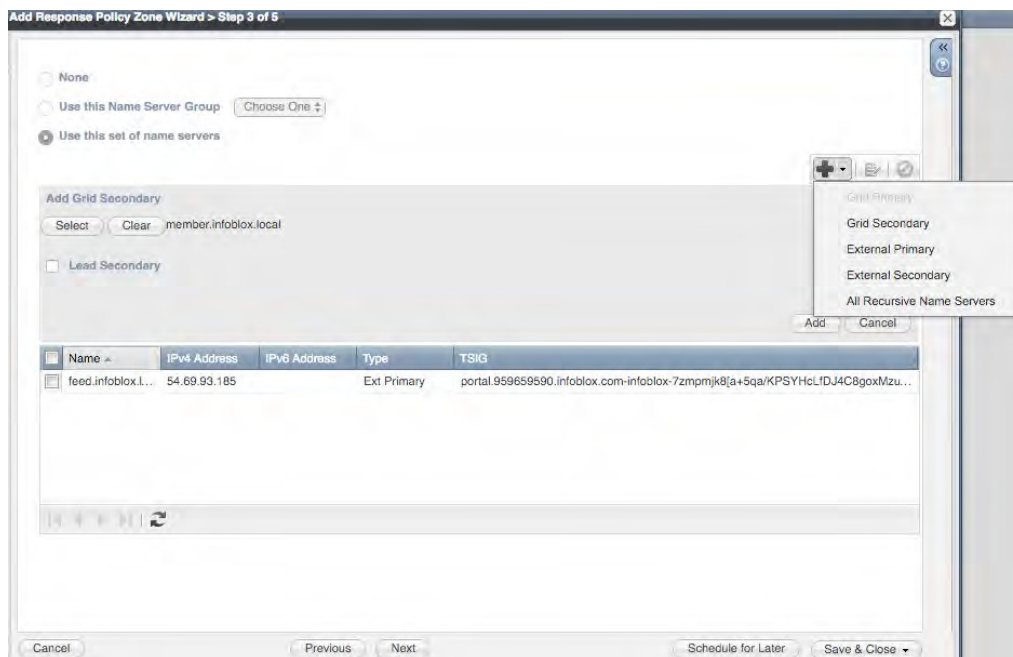 Add Response Policy Zone Wizard > Step 3 of 5
None
Use this Name Server Group
Choose One
Use this set of name servers
Grid Primary
Grid Secondary
External Primary
External Secondary
All Recursive Name Servers
Add Grid Secondary
Select Clear member.infoblox.local
Lead Secondary
Add Cancel
Name IPv4 Address IPv6 Address Type TSIG
feed.infoblox.l... 54.69.93.185 Ext Primary portal.959659590.infoblox.com-infoblox-7zmpmjk8[a+5qa/KPSYHcLfDJ4C8goxMzu...
Cancel Previous Next Schedule for Later Save & Close